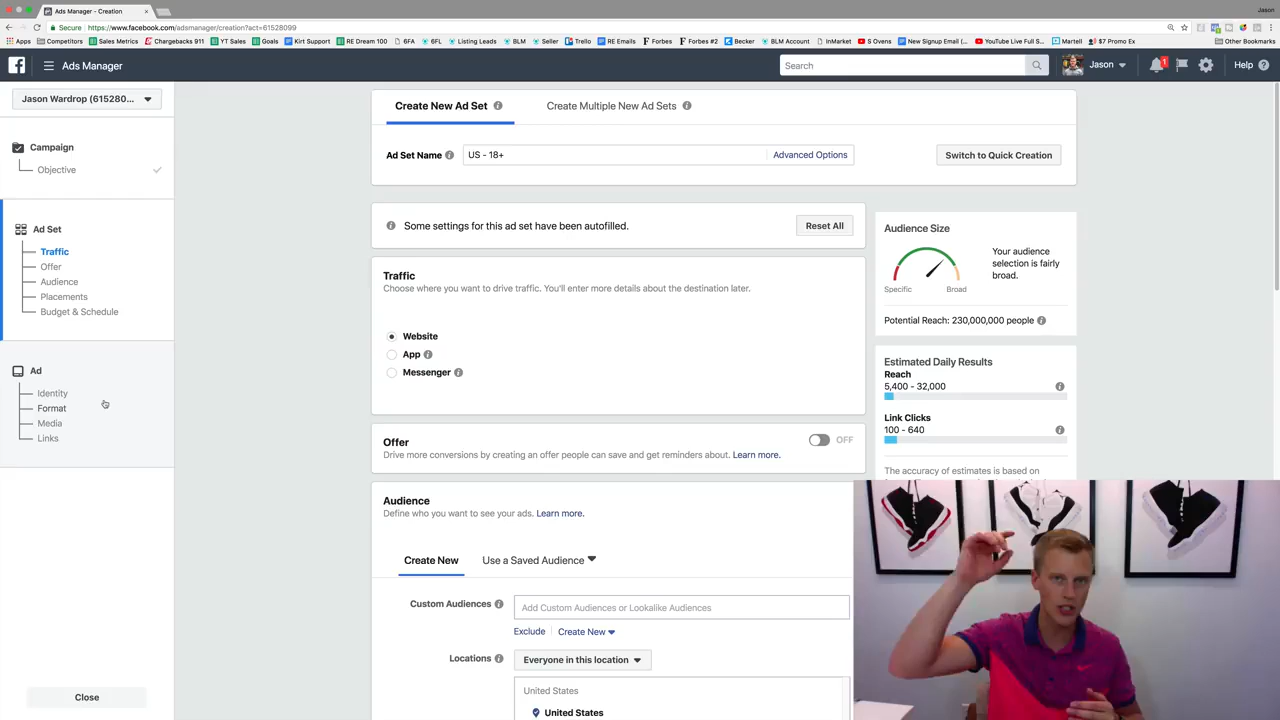 Ads Manager - Creation
Jason
Secure
https://www.facebook.com/adsmanager/creation?act=61528099
Apps
Competitors
Sales Metrics
Chargebacks 911
YT Sales
Goals
Kirt Support
RE Dream 100
6FA
6FL
Listing Leads
BLM
Seller
Trello
RE Emails
Forbes
Forbes #2
Becker
BLM Account
InMarket
S Ovens
New Signup Email (...
YouTube Live Full S...
Martell
$7 Promo Ex
Other Bookmarks
Ads Manager
Search
Jason
1
Help
Jason Wardrop (615280...
Campaign
Objective
Ad Set
Traffic
Offer
Audience
Placements
Budget & Schedule
Ad
Identity
Format
Media
Links
Close
Create New Ad Set
Create Multiple New Ad Sets
Ad Set Name
US - 18+
Advanced Options
Switch to Quick Creation
Some settings for this ad set have been autofilled.
Reset All
Traffic
Choose where you want to drive traffic. You'll enter more details about the destination later.
Website
App
Messenger
Offer
OFF
Drive more conversions by creating an offer people can save and get reminders about. Learn more.
Audience
Define who you want to see your ads. Learn more.
Create New
Use a Saved Audience
Custom Audiences
Add Custom Audiences or Lookalike Audiences
Exclude
Create New
Locations
Everyone in this location
United States
United States
Audience Size
Your audience
selection is fairly
broad.
Specific
Broad
Potential Reach: 230,000,000 people
Estimated Daily Results
Reach
5,400 - 32,000
Link Clicks
100 - 640
The accuracy of estimates is based on